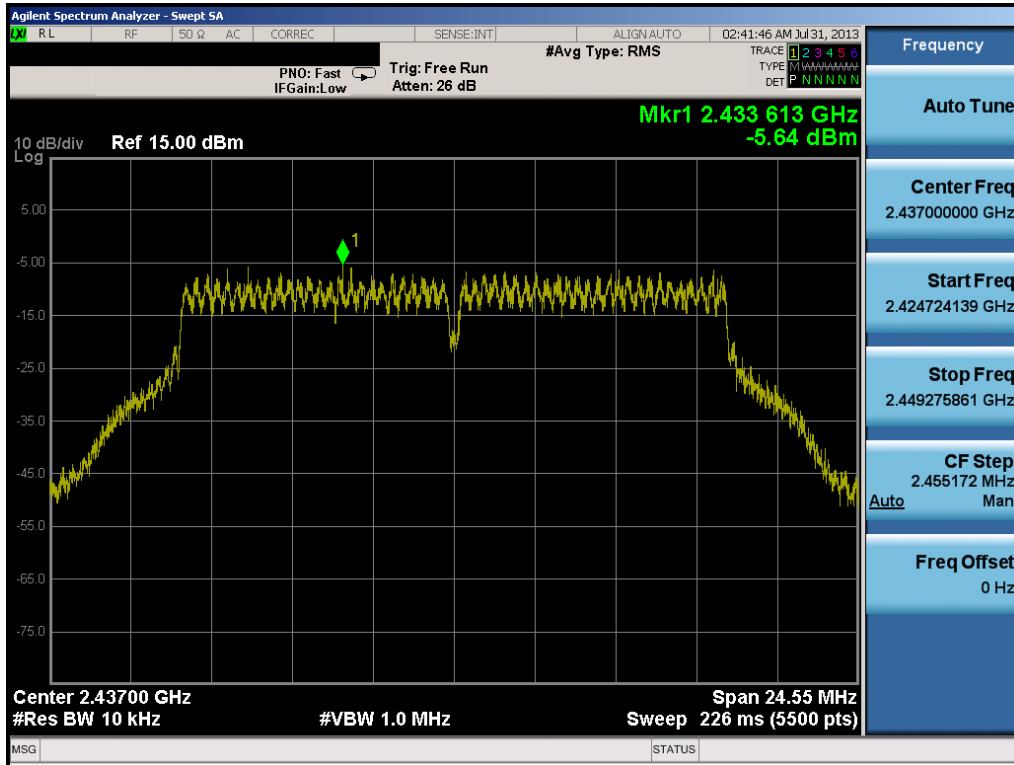 Agilent Spectrum Analyzer - Swept SA
LXI RL RF 50 Ω AC CORREC SENSE:INT ALIGN AUTO 02:41:46 AM Jul 31, 2013
#Avg Type: RMS TRACE 1 2 3 4 5 6
PNO: Fast Trig: Free Run TYPE M WWWWW
IFGain:Low Atten: 26 dB DET P N N N N N
Mkr1 2.433 613 GHz
-5.64 dBm
10 dB/div Ref 15.00 dBm
Log
5.00
1
-5.00
-15.0
-25.0
-35.0
-45.0
-55.0
-65.0
-75.0
Center 2.43700 GHz Span 24.55 MHz
#Res BW 10 kHz #VBW 1.0 MHz Sweep 226 ms (5500 pts)
MSG STATUS
Frequency
Auto Tune
Center Freq
2.437000000 GHz
Start Freq
2.424724139 GHz
Stop Freq
2.449275861 GHz
CF Step
2.455172 MHz
Auto Man
Freq Offset
0 Hz